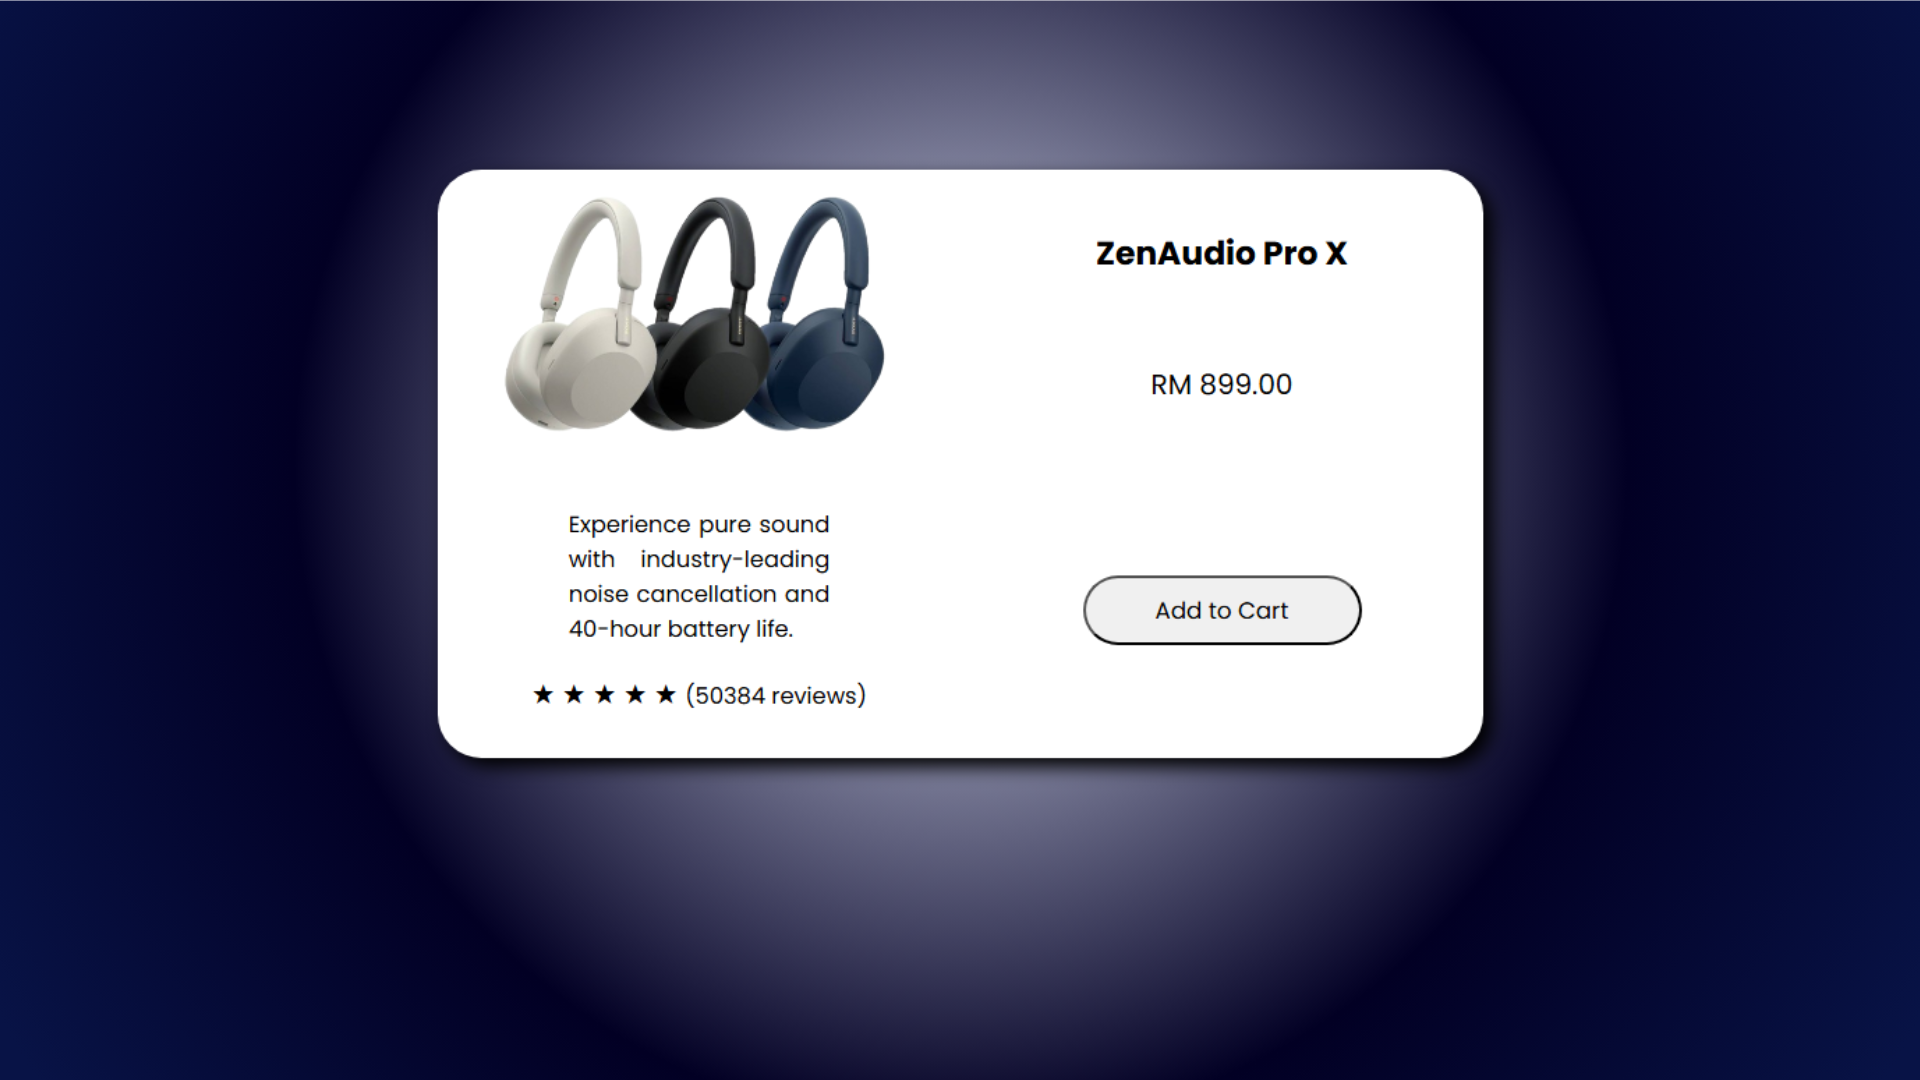 ZenAudio Pro X
RM 899.00
Experience pure sound
with industry-leading
noise cancellation and
40-hour battery life.
★ ★ ★ ★ ★ (50384 reviews)
Add to Cart